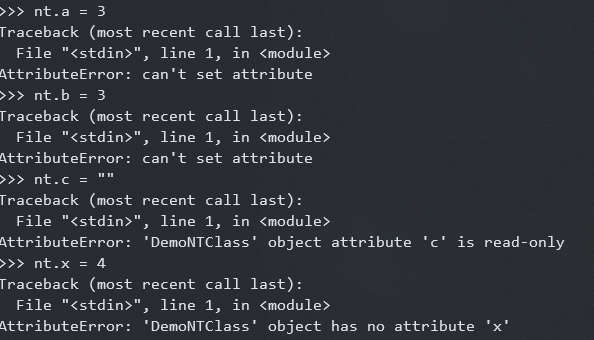 >>> nt.a = 3
Traceback (most recent call last):
  File "<stdin>", line 1, in <module>
AttributeError: can't set attribute
>>> nt.b = 3
Traceback (most recent call last):
  File "<stdin>", line 1, in <module>
AttributeError: can't set attribute
>>> nt.c = ""
Traceback (most recent call last):
  File "<stdin>", line 1, in <module>
AttributeError: 'DemoNTClass' object attribute 'c' is read-only
>>> nt.x = 4
Traceback (most recent call last):
  File "<stdin>", line 1, in <module>
AttributeError: 'DemoNTClass' object has no attribute 'x'